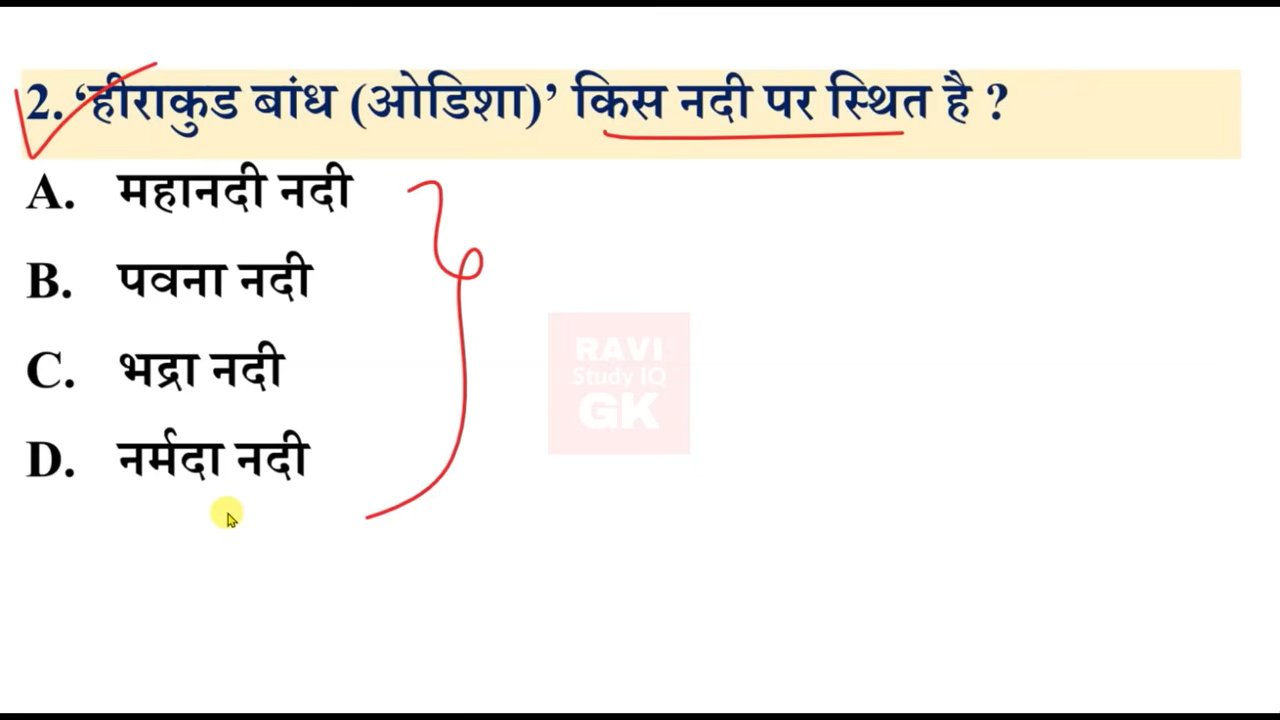 2. ‘हीराकुड बांध (ओडिशा)’ किस नदी पर स्थित है ?
A. महानदी नदी
B. पवना नदी
C. भद्रा नदी
D. नर्मदा नदी
RAVI
Study IQ
GK